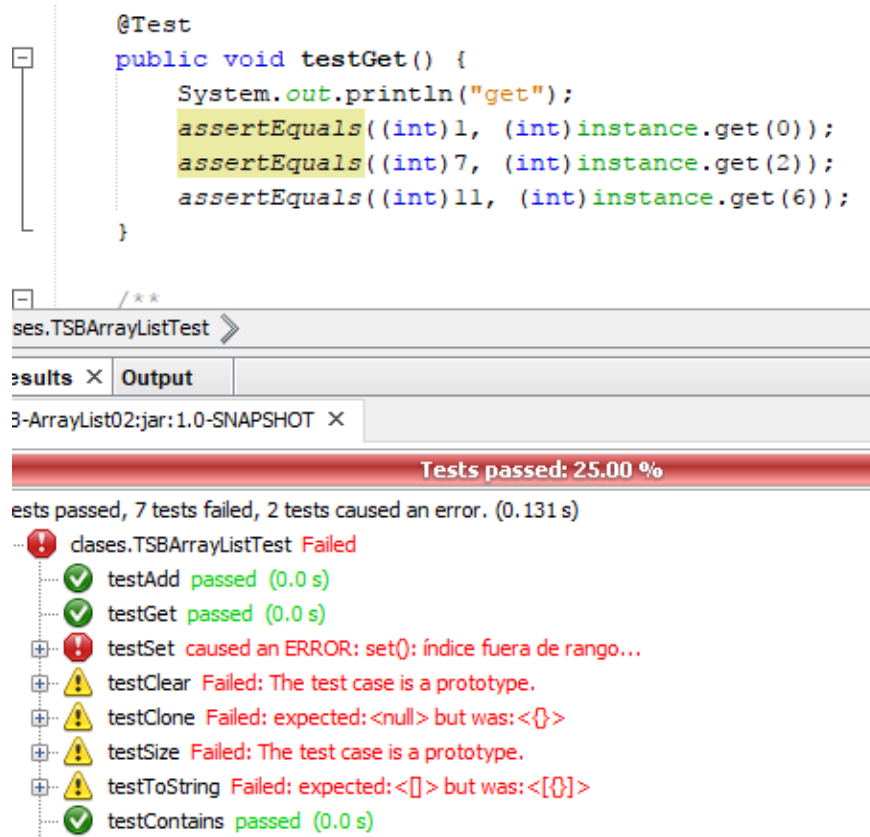 @Test
public void testGet() {
System.out.println("get");
assertEquals((int)1, (int)instance.get(0));
assertEquals((int)7, (int)instance.get(2));
assertEquals((int)11, (int)instance.get(6));
}
/**
ses.TSBArrayListTest
esults Output
B-ArrayList02:jar:1.0-SNAPSHOT
Tests passed: 25.00 %
ests passed, 7 tests failed, 2 tests caused an error. (0.131 s)
clases.TSBArrayListTest Failed
testAdd passed (0.0 s)
testGet passed (0.0 s)
testSet caused an ERROR: set(): índice fuera de rango...
testClear Failed: The test case is a prototype.
testClone Failed: expected:<null> but was:<{}>
testSize Failed: The test case is a prototype.
testToString Failed: expected:<[]> but was:<[{}]>
testContains passed (0.0 s)